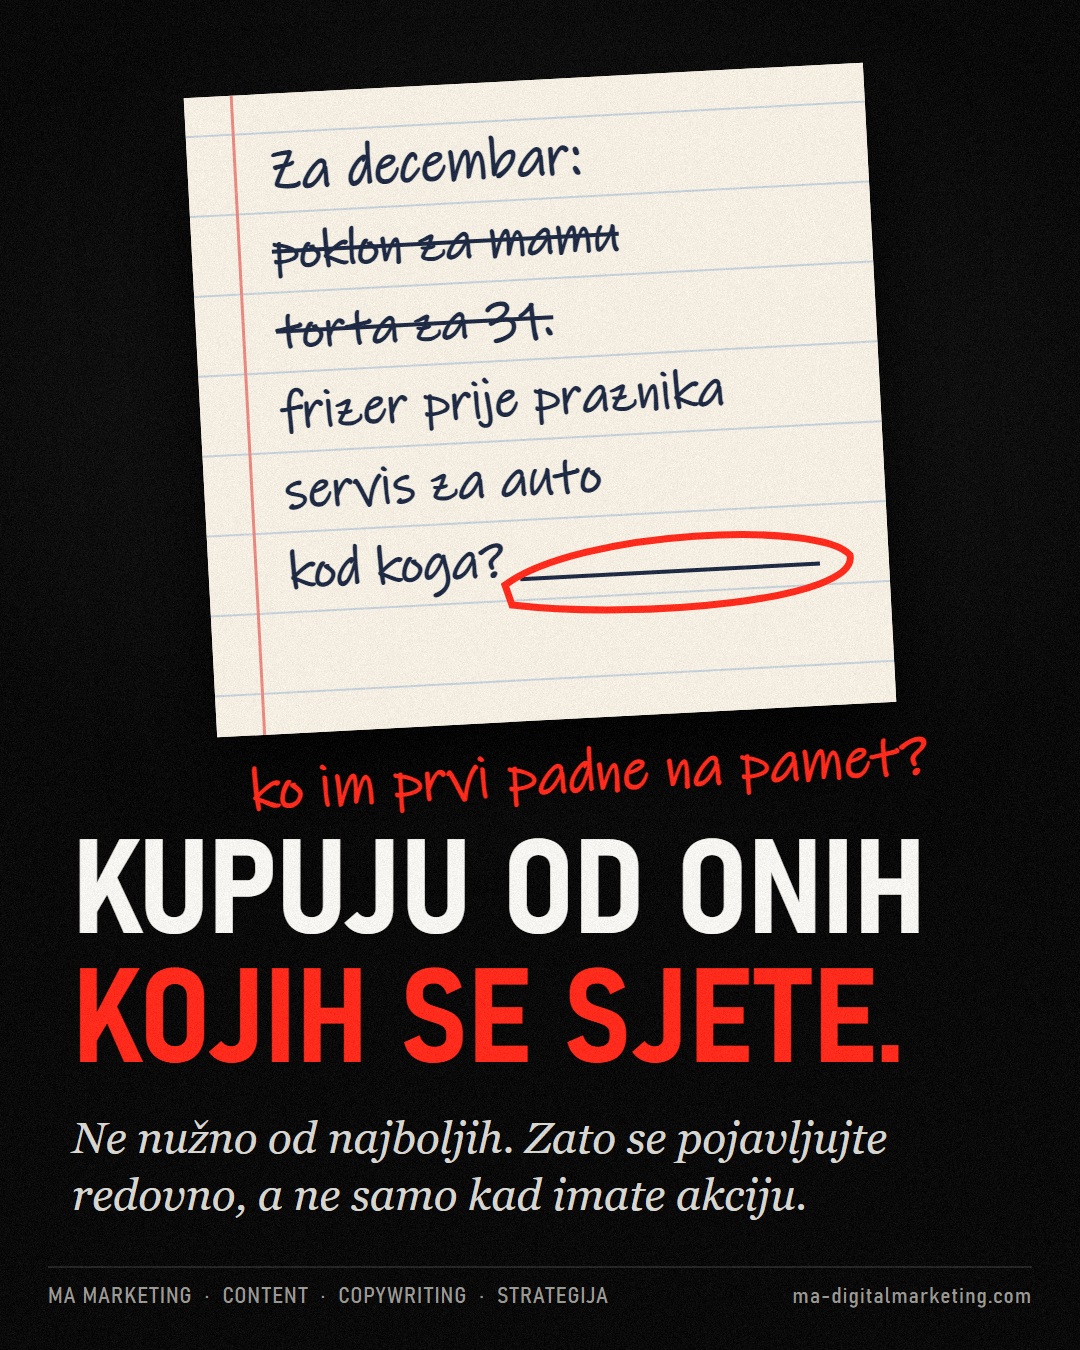 Za decembar:
poklon za mamu
torta za 31.
frizer prije praznika
servis za auto
kod koga?
ko im prvi padne na pamet?
KUPUJU OD ONIH
KOJIH SE SJETE.
Ne nužno od najboljih. Zato se pojavljujte
redovno, a ne samo kad imate akciju.
MA MARKETING · CONTENT · COPYWRITING · STRATEGIJA
ma-digitalmarketing.com